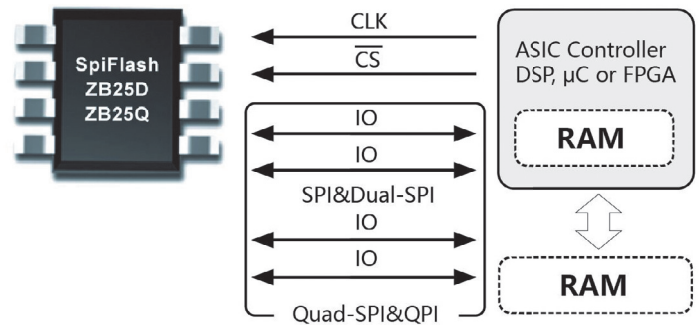 SpiFlash
ZB25D
ZB25Q
CLK
CS
IO
IO
SPI&Dual-SPI
IO
IO
Quad-SPI&QPI
ASIC Controller
DSP, µC or FPGA
RAM
RAM